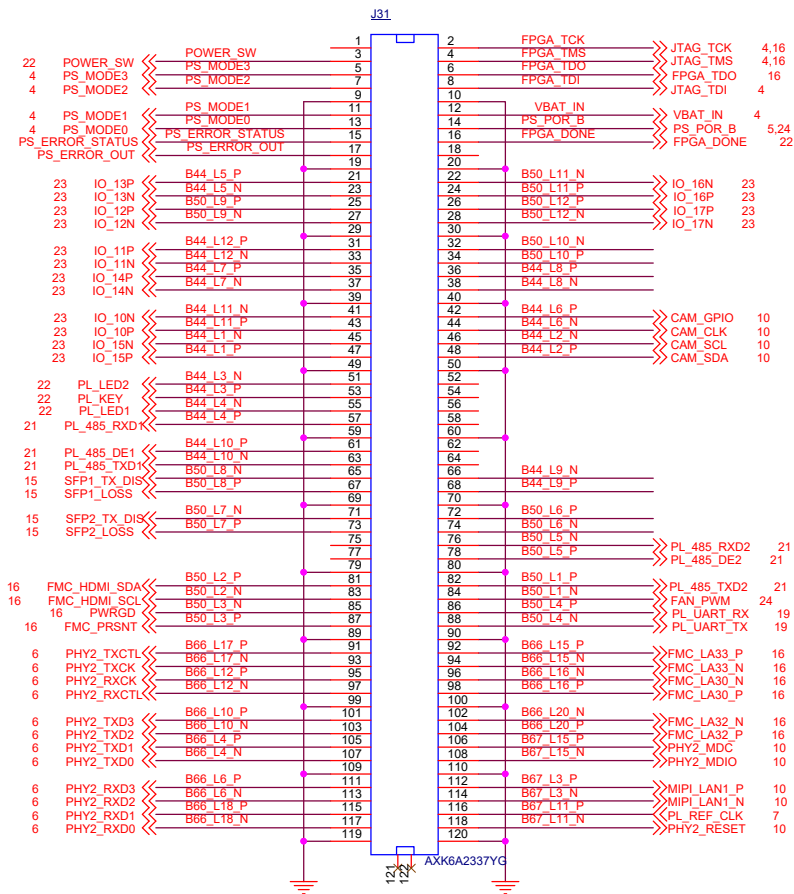 J31
1 2 FPGA_TCK JTAG_TCK 4,16
POWER_SW POWER_SW 22 3 4 FPGA_TMS JTAG_TMS 4,16
4 PS_MODE3 PS_MODE3 5 6 FPGA_TDO FPGA_TDO 16
4 PS_MODE2 PS_MODE2 7 8 FPGA_TDI JTAG_TDI 4
9 10
4 PS_MODE1 PS_MODE1 11 12 VBAT_IN VBAT_IN 4
4 PS_MODE0 PS_MODE0 13 14 PS_POR_B PS_POR_B 5,24
PS_ERROR_STATUS PS_ERROR_STATUS 15 16 FPGA_DONE FPGA_DONE 22
PS_ERROR_OUT PS_ERROR_OUT 17 18
19 20
23 IO_13P B44_L5_P 21 22 B50_L11_N IO_16N 23
23 IO_13N B44_L5_N 23 24 B50_L11_P IO_16P 23
23 IO_12P B50_L9_P 25 26 B50_L12_P IO_17P 23
23 IO_12N B50_L9_N 27 28 B50_L12_N IO_17N 23
29 30
23 IO_11P B44_L12_P 31 32 B50_L10_N
23 IO_11N B44_L12_N 33 34 B50_L10_P
23 IO_14P B44_L7_P 35 36 B44_L8_P
23 IO_14N B44_L7_N 37 38 B44_L8_N
39 40
23 IO_10N B44_L11_N 41 42 B44_L6_P CAM_GPIO 10
23 IO_10P B44_L11_P 43 44 B44_L6_N CAM_CLK 10
23 IO_15N B44_L1_N 45 46 B44_L2_N CAM_SCL 10
23 IO_15P B44_L1_P 47 48 B44_L2_P CAM_SDA 10
49 50
22 PL_LED2 B44_L3_N 51 52
22 PL_KEY B44_L3_P 53 54
22 PL_LED1 B44_L4_N 55 56
21 PL_485_RXD1 B44_L4_P 57 58
59 60
21 PL_485_DE1 B44_L10_P 61 62
21 PL_485_TXD1 B44_L10_N 63 64
15 SFP1_TX_DIS B50_L8_N 65 66 B44_L9_N
15 SFP1_LOSS B50_L8_P 67 68 B44_L9_P
69 70
15 SFP2_TX_DIS B50_L7_N 71 72 B50_L6_P
15 SFP2_LOSS B50_L7_P 73 74 B50_L6_N
75 76 B50_L5_N PL_485_RXD2 21
77 78 B50_L5_P PL_485_DE2 21
79 80
16 FMC_HDMI_SDA B50_L2_P 81 82 B50_L1_P PL_485_TXD2 21
16 FMC_HDMI_SCL B50_L2_N 83 84 B50_L1_N FAN_PWM 24
16 PWRGD B50_L3_N 85 86 B50_L4_P PL_UART_RX 19
16 FMC_PRSNT B50_L3_P 87 88 B50_L4_N PL_UART_TX 19
89 90
6 PHY2_TXCTL B66_L17_P 91 92 B66_L15_P FMC_LA33_P 16
6 PHY2_TXCK B66_L17_N 93 94 B66_L15_N FMC_LA33_N 16
6 PHY2_RXCK B66_L12_P 95 96 B66_L16_N FMC_LA30_N 16
6 PHY2_RXCTL B66_L12_N 97 98 B66_L16_P FMC_LA30_P 16
99 100
6 PHY2_TXD3 B66_L10_P 101 102 B66_L20_N FMC_LA32_N 16
6 PHY2_TXD2 B66_L10_N 103 104 B66_L20_P FMC_LA32_P 16
6 PHY2_TXD1 B66_L4_P 105 106 B67_L15_P PHY2_MDC 10
6 PHY2_TXD0 B66_L4_N 107 108 B67_L15_N PHY2_MDIO 10
109 110
6 PHY2_RXD3 B66_L6_P 111 112 B67_L3_P MIPI_LAN1_P 10
6 PHY2_RXD2 B66_L6_N 113 114 B67_L3_N MIPI_LAN1_N 10
6 PHY2_RXD1 B66_L18_P 115 116 B67_L11_P PL_REF_CLK 7
6 PHY2_RXD0 B66_L18_N 117 118 B67_L11_N PHY2_RESET 10
119 120
121 122 AXK6A2337YG